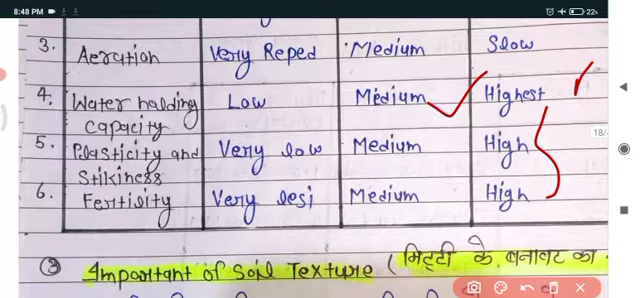 8:48 PM
22%
3. Aeration Very Reped Medium Slow
4. Water halding Low Medium Highest
capacity
5. Plasticity and Very low Medium High
Stikiness
6. Fertility Very lesi Medium High
18/4
③ Important of Soil Texture ( मिट्टी के बनावट का